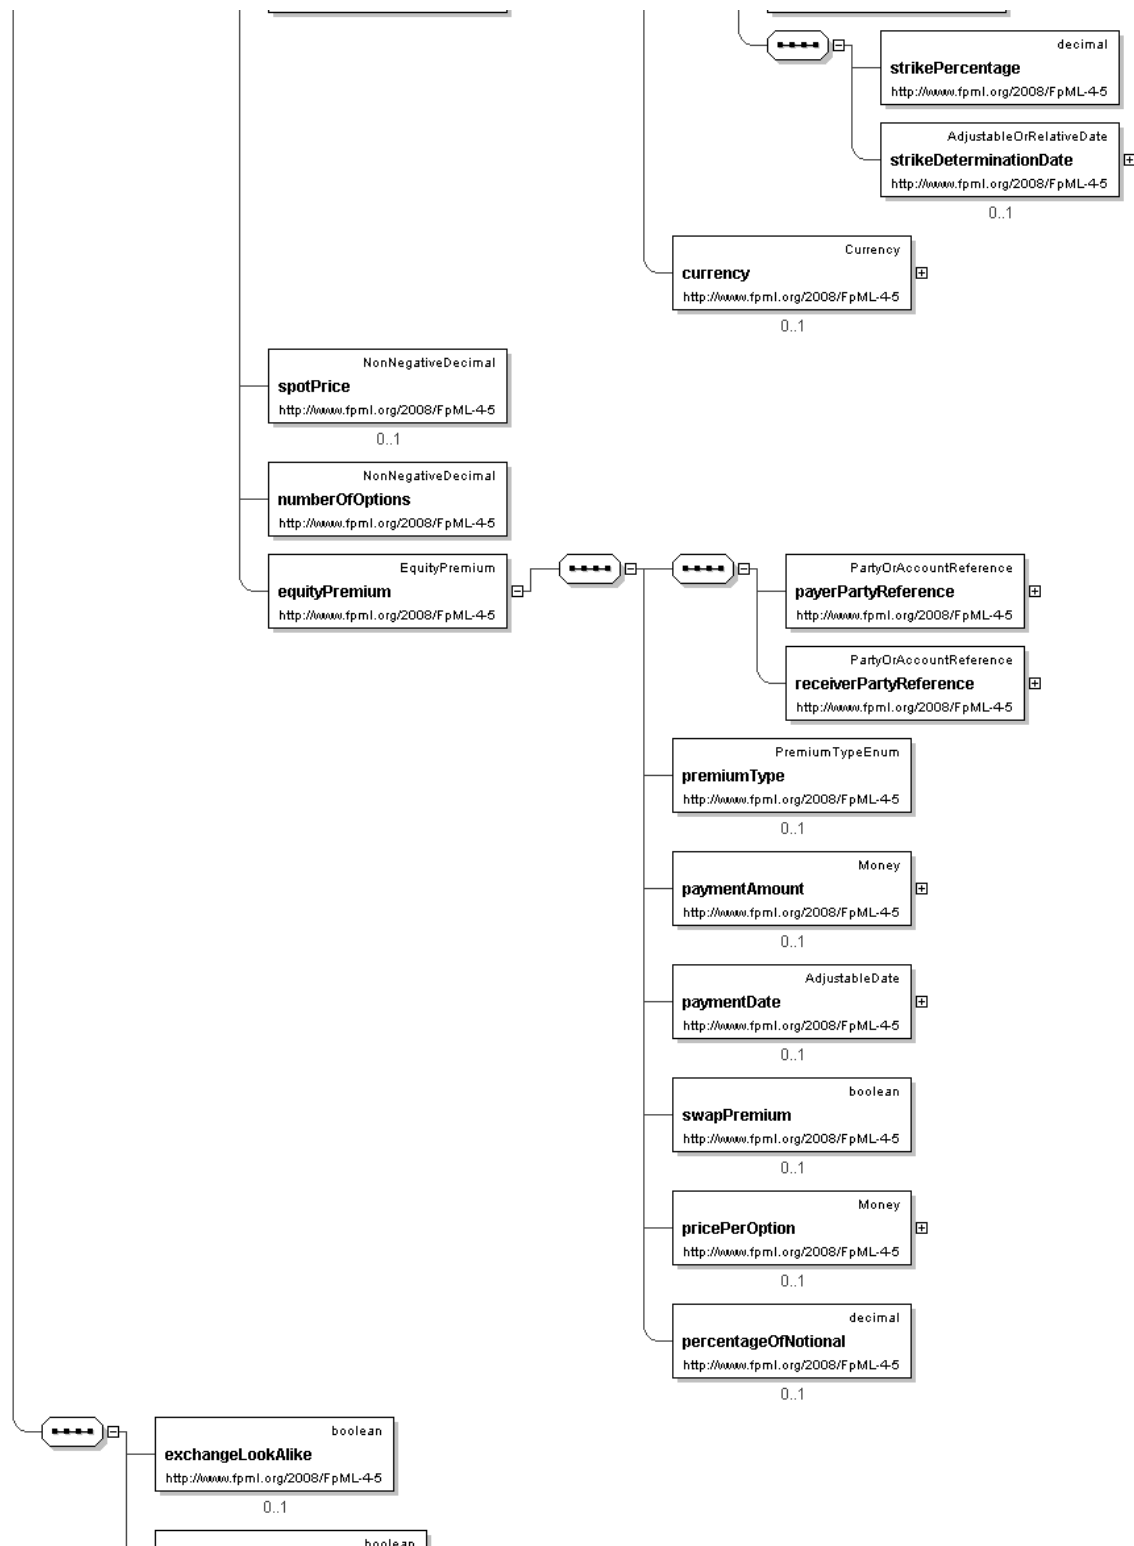 decimal
strikePercentage
http://www.fpml.org/2008/FpML-4-5
AdjustableOrRelativeDate
strikeDeterminationDate
http://www.fpml.org/2008/FpML-4-5
0..1
Currency
currency
http://www.fpml.org/2008/FpML-4-5
0..1
NonNegativeDecimal
spotPrice
http://www.fpml.org/2008/FpML-4-5
0..1
NonNegativeDecimal
numberOfOptions
http://www.fpml.org/2008/FpML-4-5
EquityPremium
equityPremium
http://www.fpml.org/2008/FpML-4-5
PartyOrAccountReference
payerPartyReference
http://www.fpml.org/2008/FpML-4-5
PartyOrAccountReference
receiverPartyReference
http://www.fpml.org/2008/FpML-4-5
PremiumTypeEnum
premiumType
http://www.fpml.org/2008/FpML-4-5
0..1
Money
paymentAmount
http://www.fpml.org/2008/FpML-4-5
0..1
AdjustableDate
paymentDate
http://www.fpml.org/2008/FpML-4-5
0..1
boolean
swapPremium
http://www.fpml.org/2008/FpML-4-5
0..1
Money
pricePerOption
http://www.fpml.org/2008/FpML-4-5
0..1
decimal
percentageOfNotional
http://www.fpml.org/2008/FpML-4-5
0..1
boolean
exchangeLookAlike
http://www.fpml.org/2008/FpML-4-5
0..1
boolean